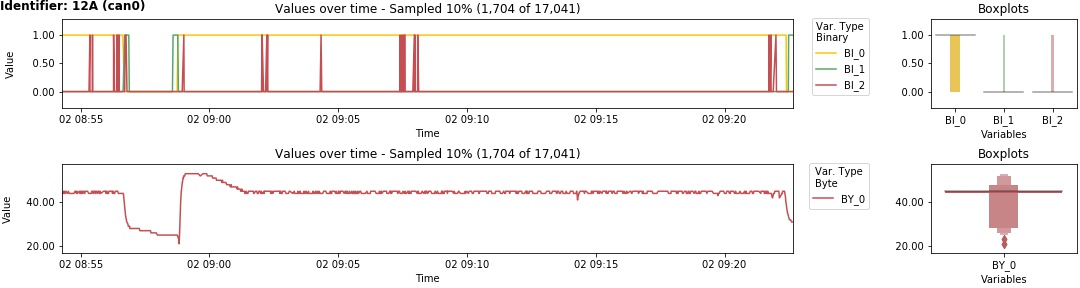 Identifier: 12A (can0)
Values over time - Sampled 10% (1,704 of 17,041)
Value
1.00
0.50
0.00
02 08:55
02 09:00
02 09:05
02 09:10
02 09:15
02 09:20
Time
Var. Type
Binary
BI_0
BI_1
BI_2
Boxplots
1.00
0.50
0.00
BI_0
BI_1
BI_2
Variables
Values over time - Sampled 10% (1,704 of 17,041)
Value
40.00
20.00
02 08:55
02 09:00
02 09:05
02 09:10
02 09:15
02 09:20
Time
Var. Type
Byte
BY_0
Boxplots
40.00
20.00
BY_0
Variables